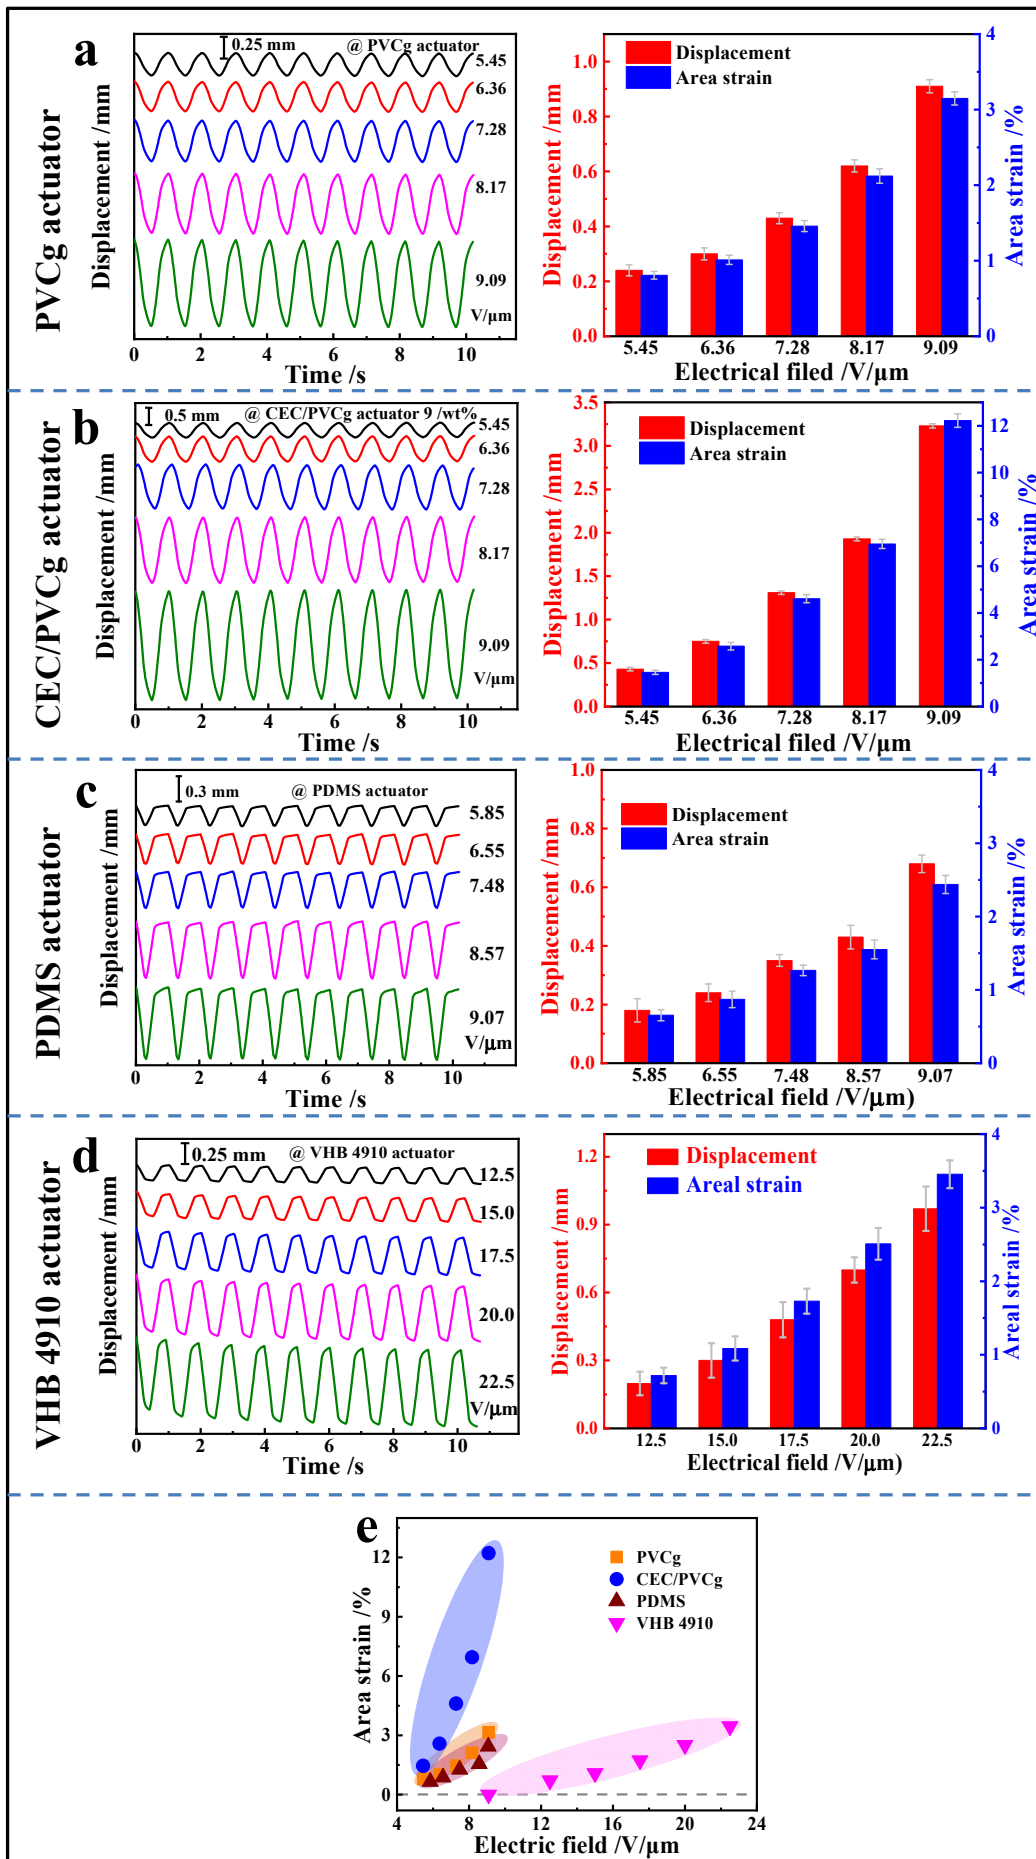 a
PVCg actuator
Displacement /mm
0.25 mm
@ PVCg actuator
5.45
6.36
7.28
8.17
9.09
V/μm
0 2 4 6 8 10
Time /s
Displacement /mm
1.0
0.8
0.6
0.4
0.2
0.0
Displacement
Area strain
4
3
2
1
0
Area strain /%
5.45 6.36 7.28 8.17 9.09
Electrical filed /V/μm
b
CEC/PVCg actuator
Displacement /mm
0.5 mm
@ CEC/PVCg actuator 9 /wt%
5.45
6.36
7.28
8.17
9.09
V/μm
0 2 4 6 8 10
Time /s
Displacement /mm
3.5
3.0
2.0
1.5
1.0
0.5
0.0
Displacement
Area strain
12
10
8
6
4
2
0
Area strain /%
5.45 6.36 7.28 8.17 9.09
Electrical filed /V/μm
c
PDMS actuator
Displacement /mm
0.3 mm
@ PDMS actuator
5.85
6.55
7.48
8.57
9.07
V/μm
0 2 4 6 8 10
Time /s
Displacement /mm
1.0
0.8
0.6
0.4
0.2
0.0
Displacement
Area strain
4
3
2
1
0
Area strain /%
5.85 6.55 7.48 8.57 9.07
Electrical field /V/μm)
d
VHB 4910 actuator
Displacement /mm
0.25 mm
@ VHB 4910 actuator
12.5
15.0
17.5
20.0
22.5
V/μm
0 2 4 6 8 10
Time /s
Displacement /mm
1.2
0.9
0.6
0.3
0.0
Displacement
Areal strain
4
3
2
1
0
Areal strain /%
12.5 15.0 17.5 20.0 22.5
Electrical field /V/μm)
e
Area strain /%
12
9
6
3
0
PVCg
CEC/PVCg
PDMS
VHB 4910
4 8 12 16 20 24
Electric field /V/μm